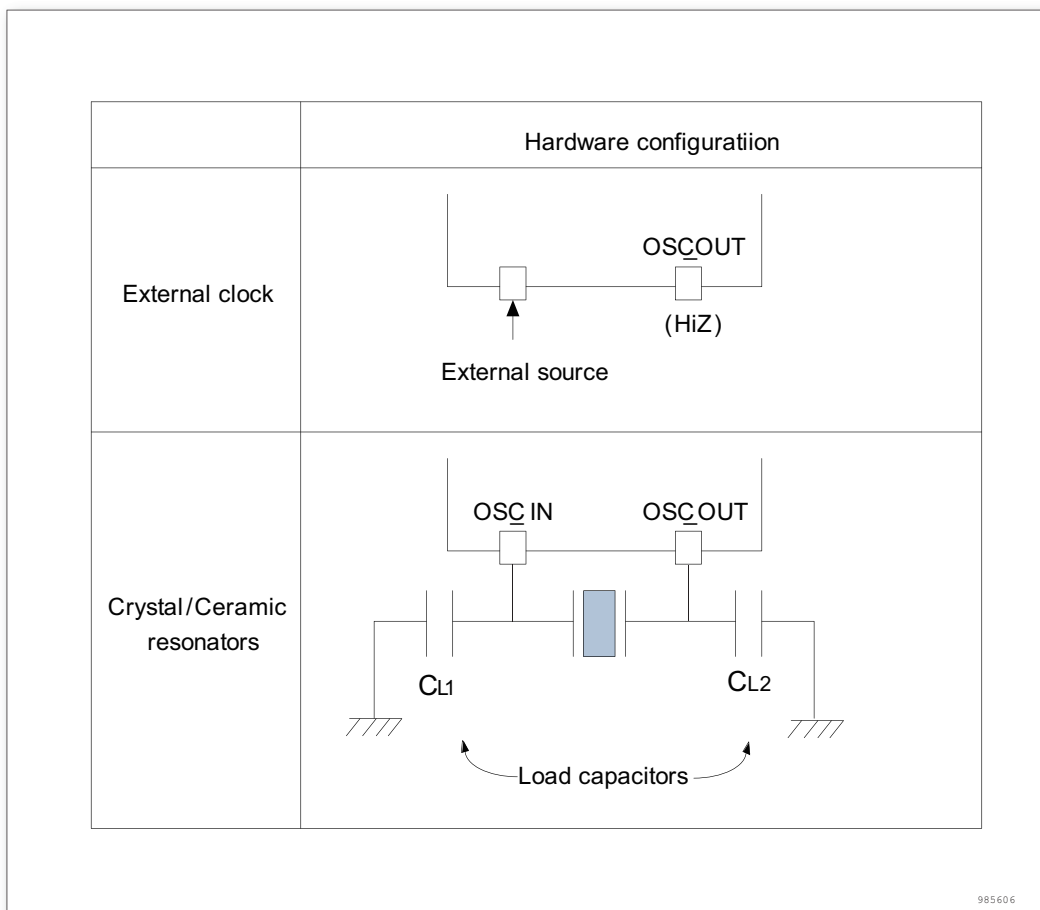 Hardware configuratiion
External clock
OSC_OUT
(HiZ)
External source
Crystal/Ceramic
resonators
OSC_IN
OSC_OUT
CL1
CL2
Load capacitors
985606